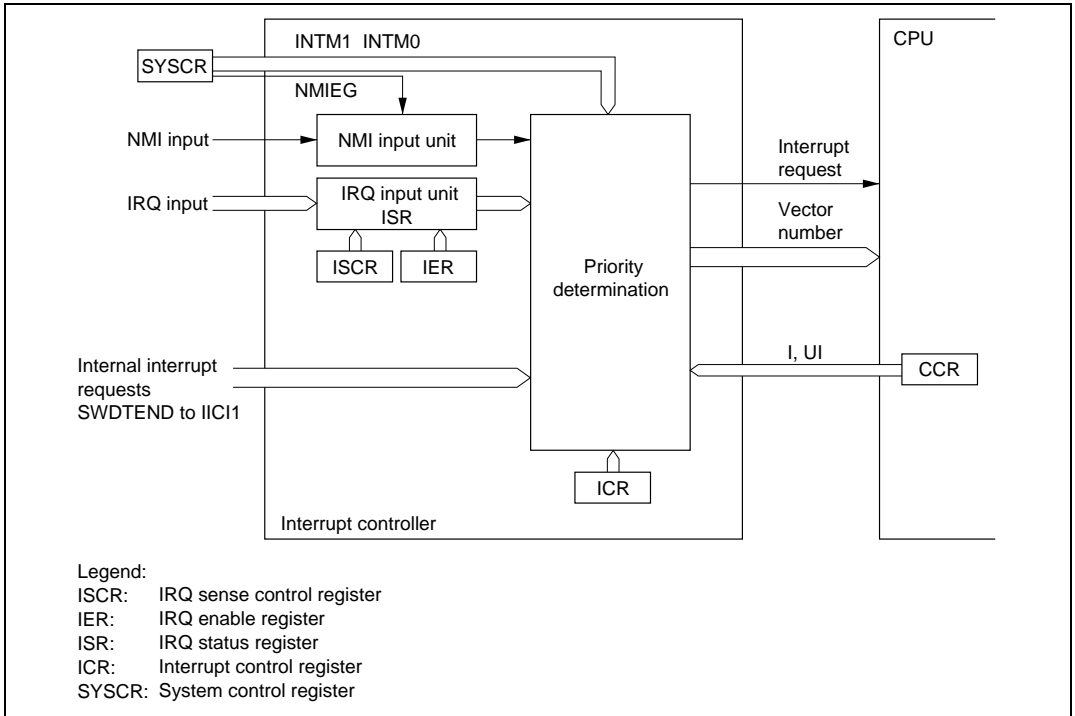 INTM1 INTM0
CPU
SYSCR
NMIEG
NMI input
NMI input unit
Interrupt
request
IRQ input
IRQ input unit
ISR
Vector
number
ISCR
IER
Priority
determination
I, UI
CCR
Internal interrupt
requests
SWDTEND to IICI1
ICR
Interrupt controller
Legend:
ISCR: IRQ sense control register
IER: IRQ enable register
ISR: IRQ status register
ICR: Interrupt control register
SYSCR: System control register